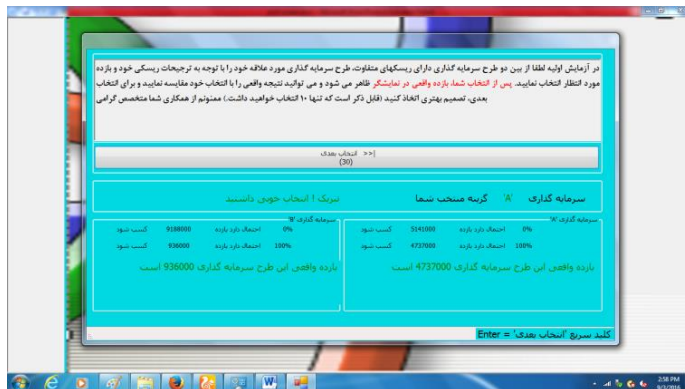 در آزمایش اولیه لطفا از بین دو طرح سرمایه گذاری دارای ریسکهای متفاوت، طرح سرمایه گذاری مورد علاقه خود را با توجه به ترجیحات ریسکی خود و بازده
مورد انتظار انتخاب نمایید. پس از انتخاب شما، بازده واقعی در نمایشگر ظاهر می شود و می توانید نتیجه واقعی را با انتخاب خود مقایسه نمایید و برای انتخاب
بعدی، تصمیم بهتری اتخاذ کنید (قابل ذکر است که تنها ۱۰ انتخاب خواهید داشت.) ممنونم از همکاری شما متخصص گرامی
انتخاب بعدی >>|
(30)
سرمایه گذاری 'A' گزینه منتخب شما تبریک ! انتخاب خوبی داشتید
سرمایه گذاری 'A'
0% احتمال دارد بازده 5141000 کسب شود
100% احتمال دارد بازده 4737000 کسب شود
بازده واقعی این طرح سرمایه گذاری 4737000 است
سرمایه گذاری 'B'
0% احتمال دارد بازده 9188000 کسب شود
100% احتمال دارد بازده 936000 کسب شود
بازده واقعی این طرح سرمایه گذاری 936000 است
کلید سریع 'انتخاب بعدی' = Enter
2:58 PM